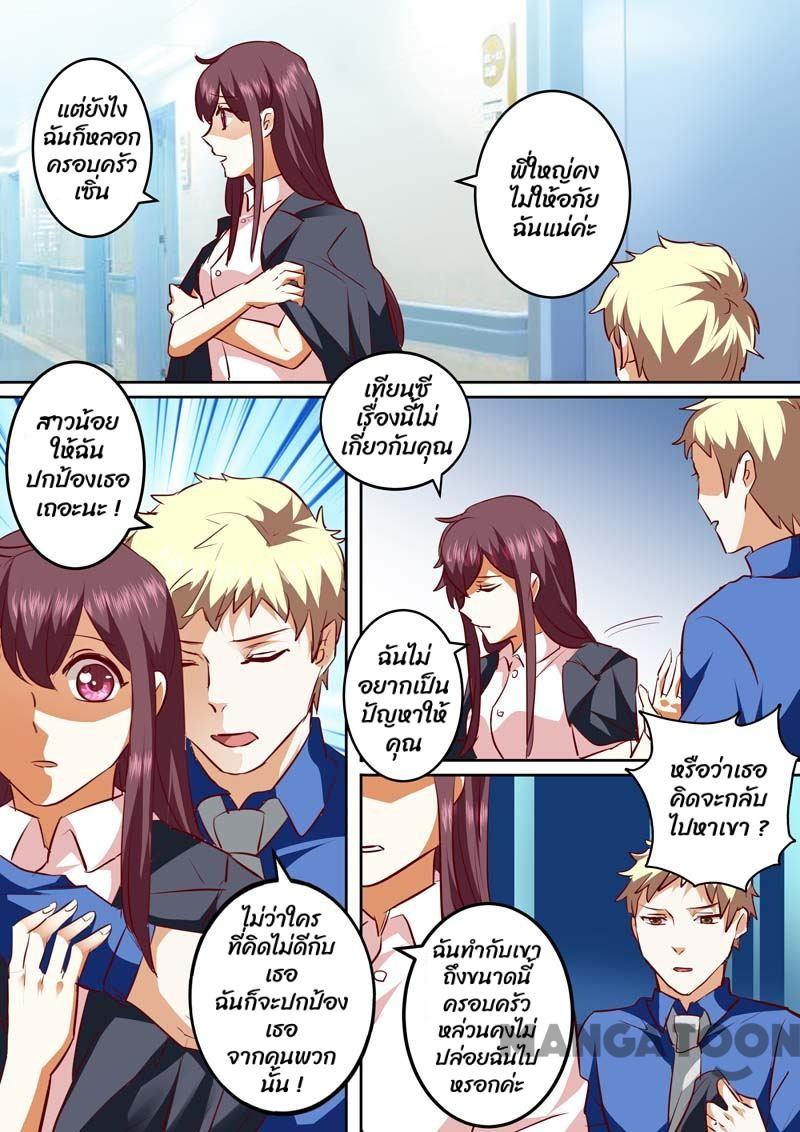 แต่ยังไง
ฉันก็หลอก
ครอบครัว
เซิ่น
พี่ใหญ่คง
ไม่ให้อภัย
ฉันแน่ค่ะ
สาวน้อย
ให้ฉัน
ปกป้องเธอ
เถอะนะ !
ไม่ว่าใคร
ที่คิดไม่ดีกับ
เธอ
ฉันก็จะปกป้อง
เธอ
จากคนพวก
นั้น !
เทียนซี
เรื่องนี้ไม่
เกี่ยวกับคุณ
ฉันไม่
อยากเป็น
ปัญหาให้
คุณ
หรือว่าเธอ
คิดจะกลับ
ไปหาเขา ?
ฉันทำกับเขา
ถึงขนาดนี้
ครอบครัว
หล่วนคงไม่
ปล่อยฉันไป
หรอกค่ะ
MANGATOON